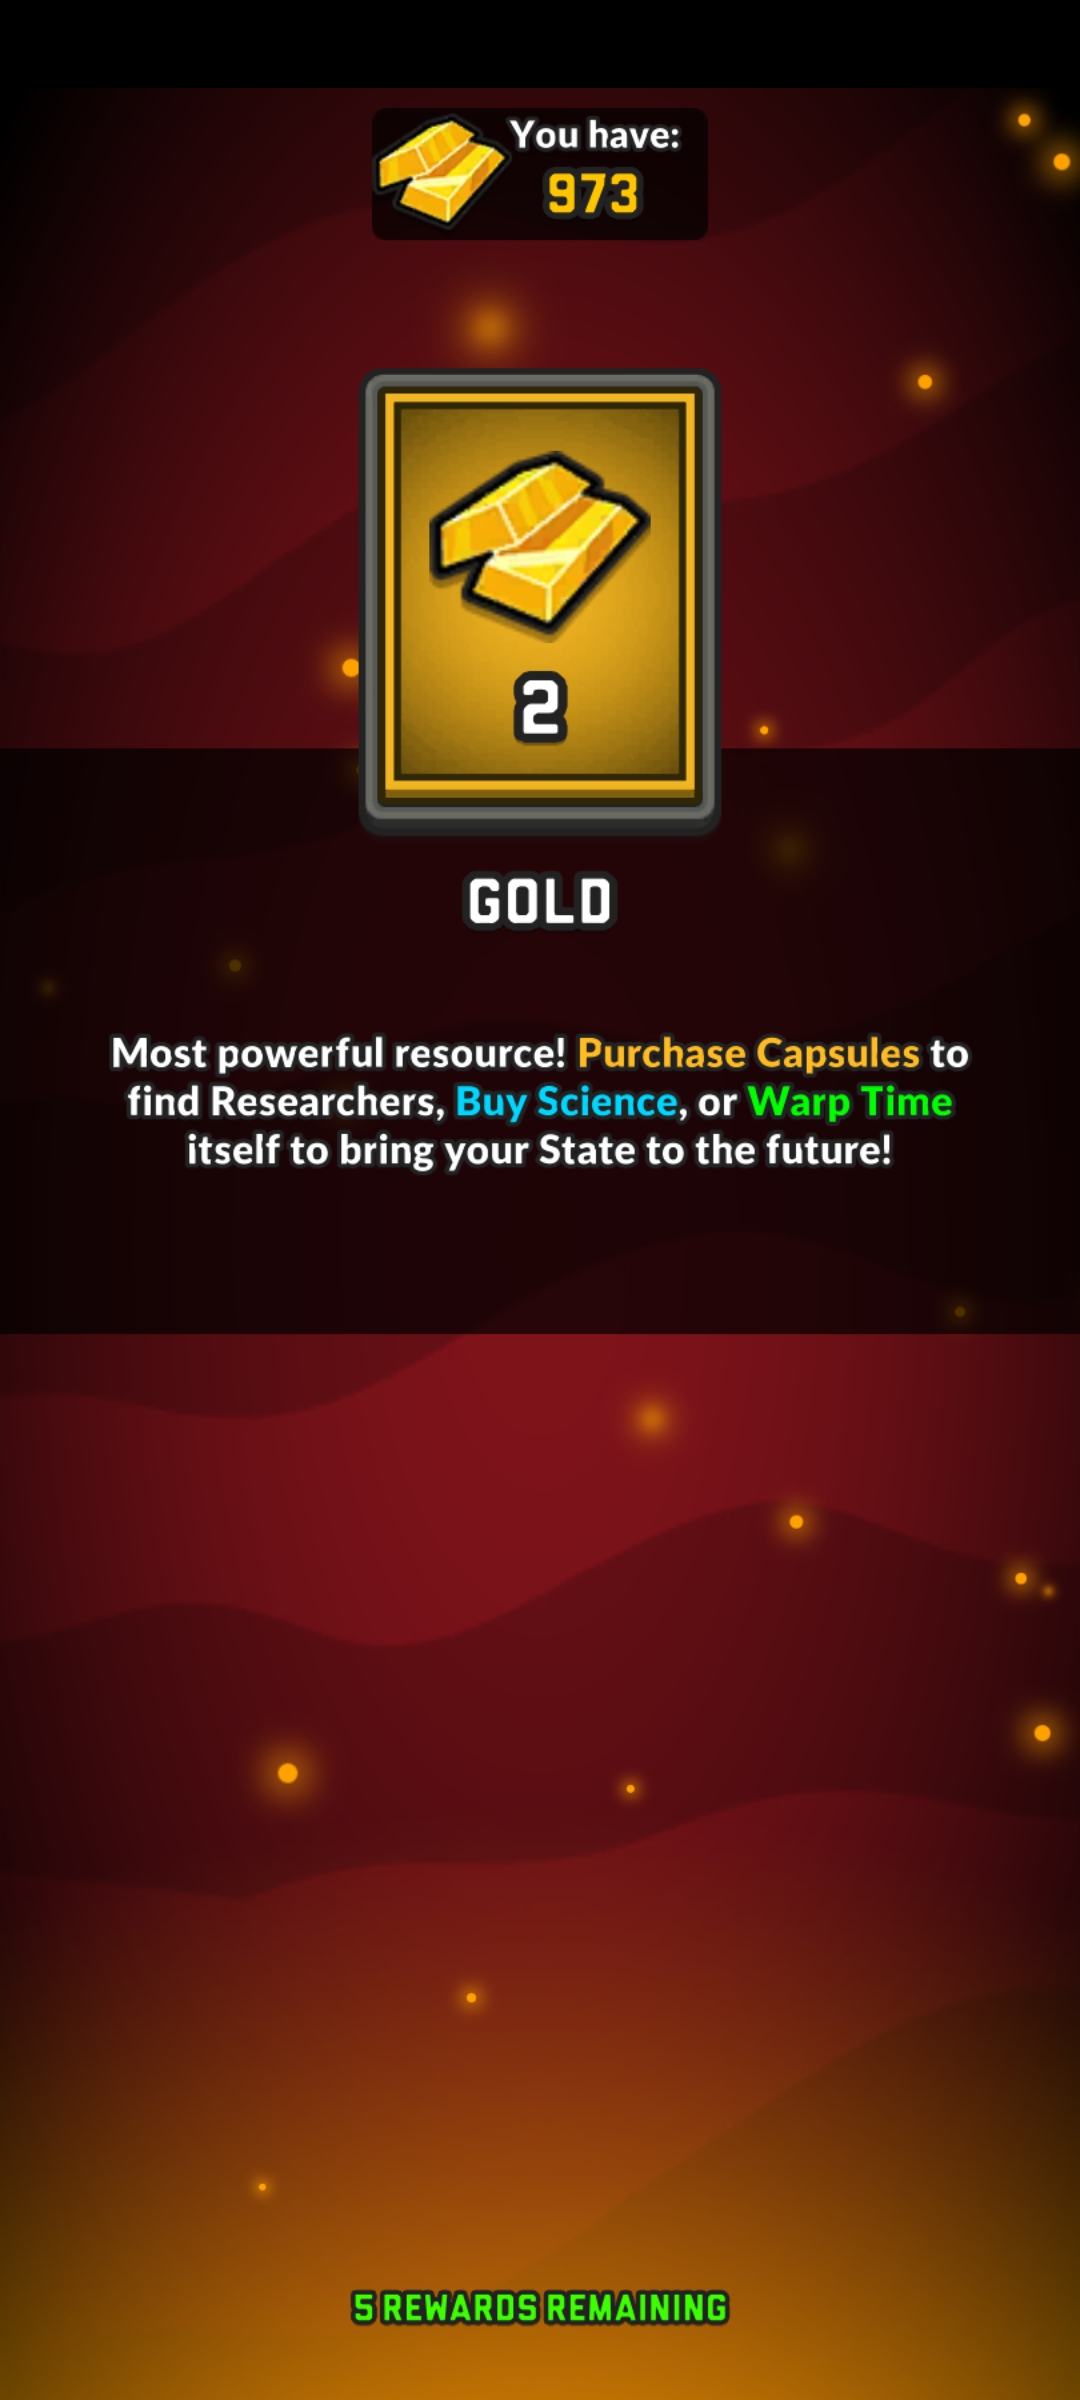 You have:
973
2
GOLD
Most powerful resource! Purchase Capsules to
find Researchers, Buy Science, or Warp Time
itself to bring your State to the future!
5 REWARDS REMAINING